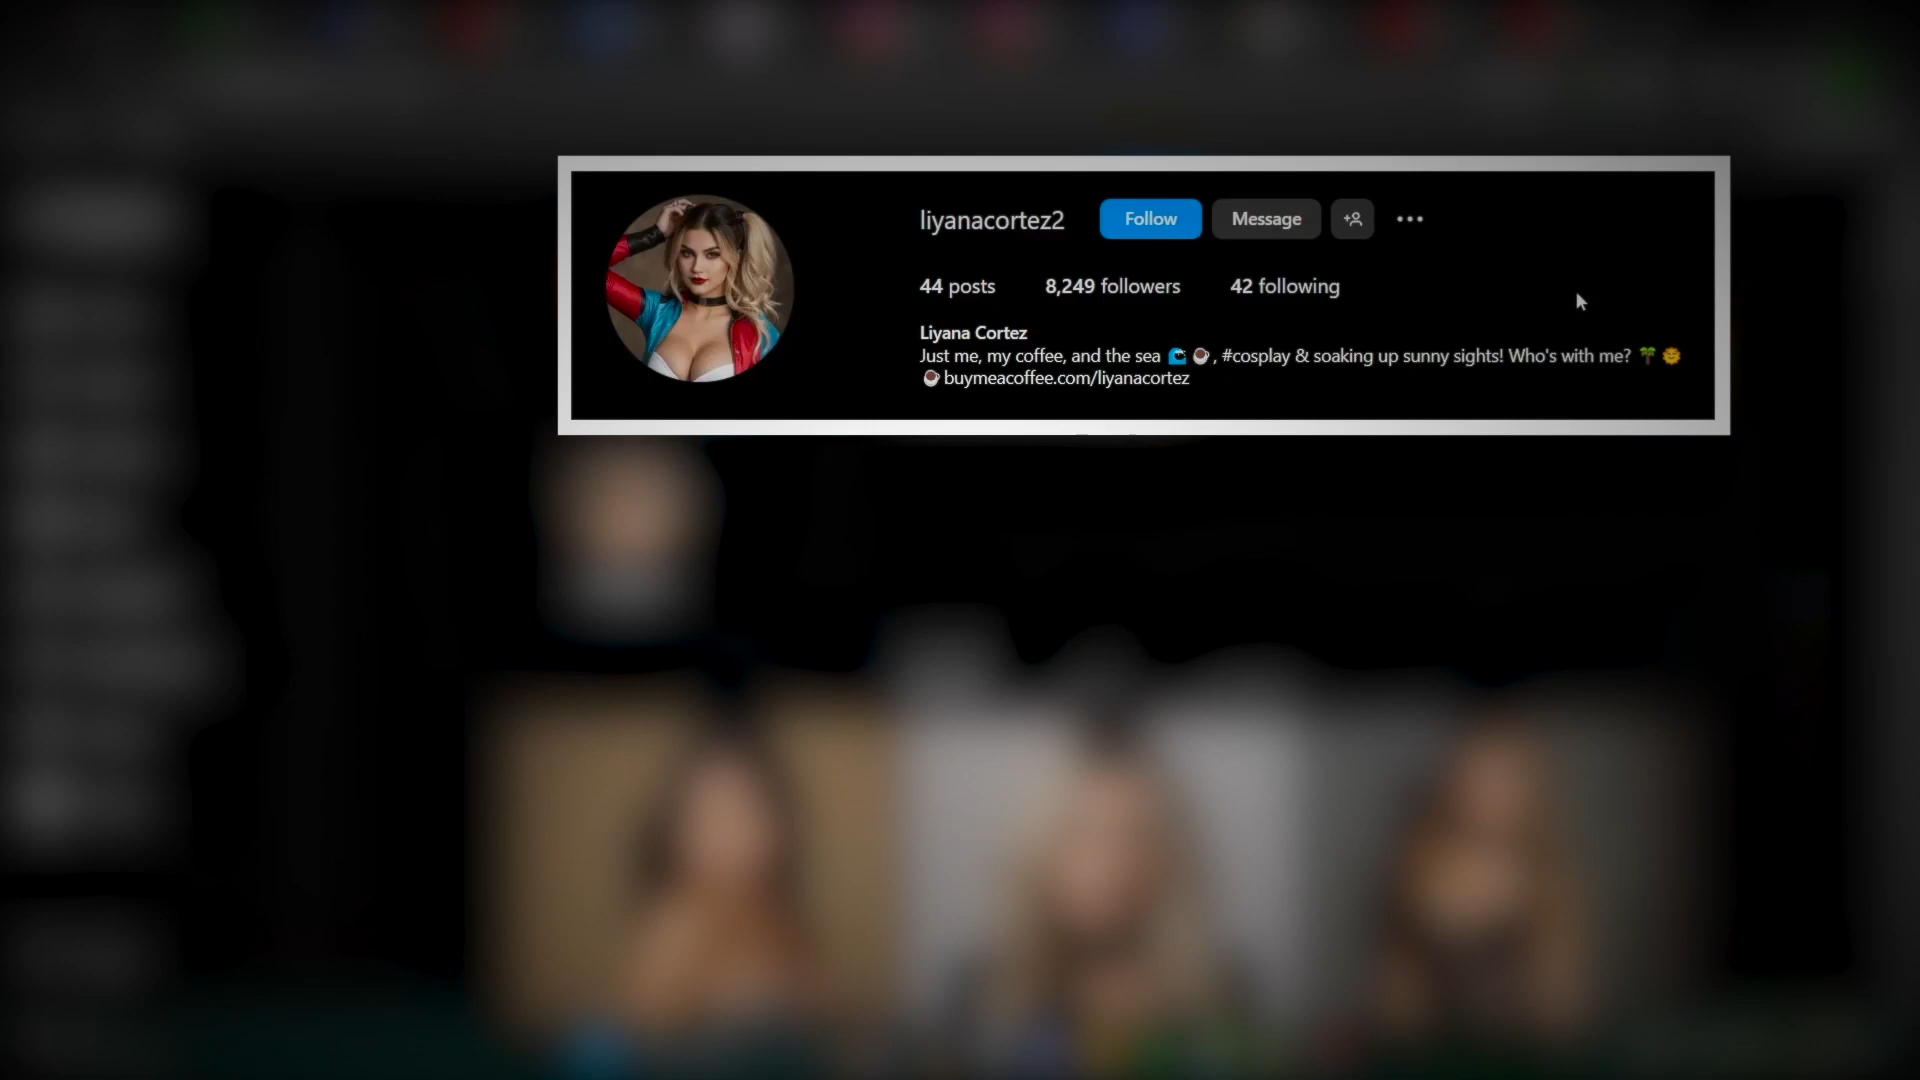 liyanacortez2 Follow Message •••
44 posts 8,249 followers 42 following
Liyana Cortez
Just me, my coffee, and the sea 🌊☕, #cosplay & soaking up sunny sights! Who's with me? 🌴🌞
☕buymeacoffee.com/liyanacortez